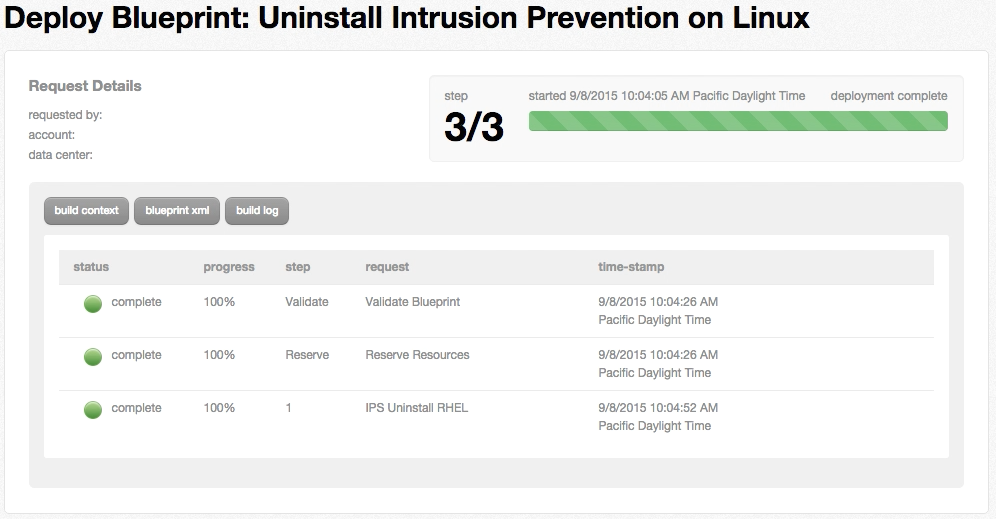 Deploy Blueprint: Uninstall Intrusion Prevention on Linux
Request Details
requested by:
account:
data center:
step
3/3
started 9/8/2015 10:04:05 AM Pacific Daylight Time
deployment complete
build context
blueprint xml
build log
status progress step request time-stamp
complete 100% Validate Validate Blueprint 9/8/2015 10:04:26 AM
Pacific Daylight Time
complete 100% Reserve Reserve Resources 9/8/2015 10:04:26 AM
Pacific Daylight Time
complete 100% 1 IPS Uninstall RHEL 9/8/2015 10:04:52 AM
Pacific Daylight Time